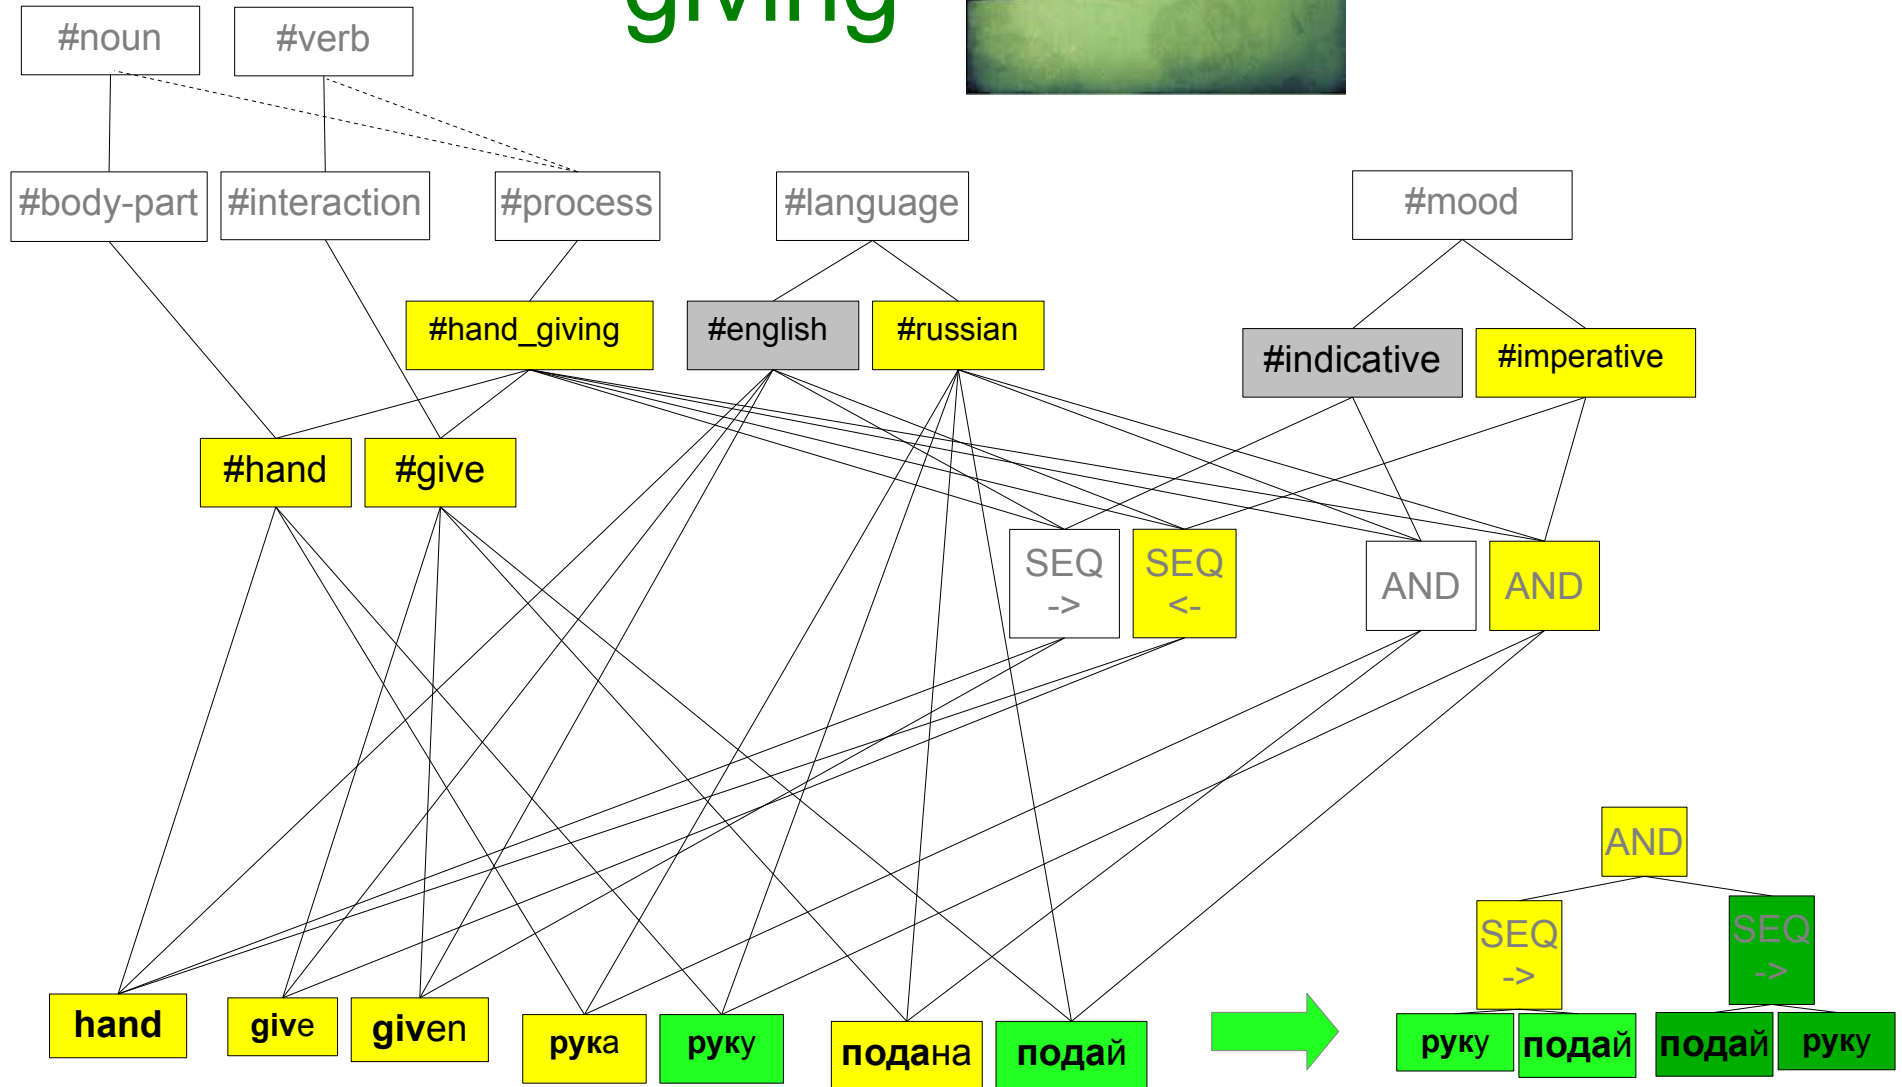 giving
#noun
#verb
#body-part
#interaction
#process
#language
#mood
#hand_giving
#english
#russian
#indicative
#imperative
#hand
#give
SEQ
->
SEQ
<-
AND
AND
AND
SEQ
->
SEQ
->
hand
give
given
рука
руку
подана
подай
руку
подай
подай
руку